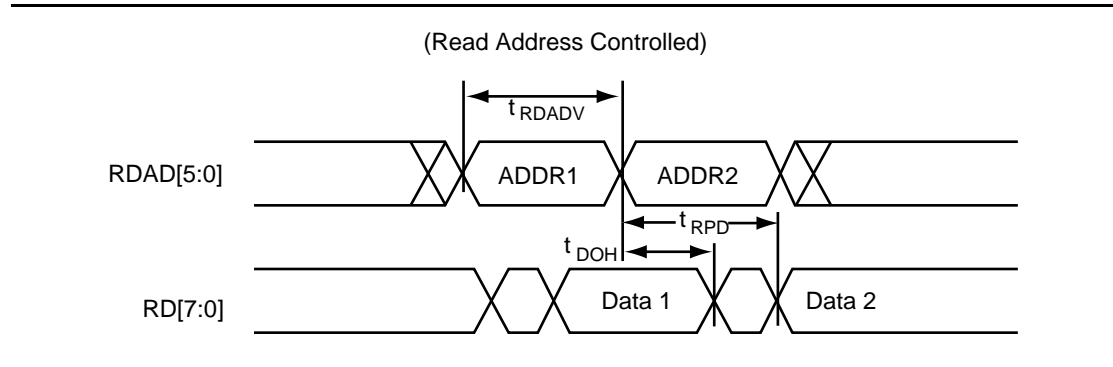 (Read Address Controlled)
t RDADV
RDAD[5:0] ADDR1 ADDR2
t RPD
t DOH
RD[7:0] Data 1 Data 2